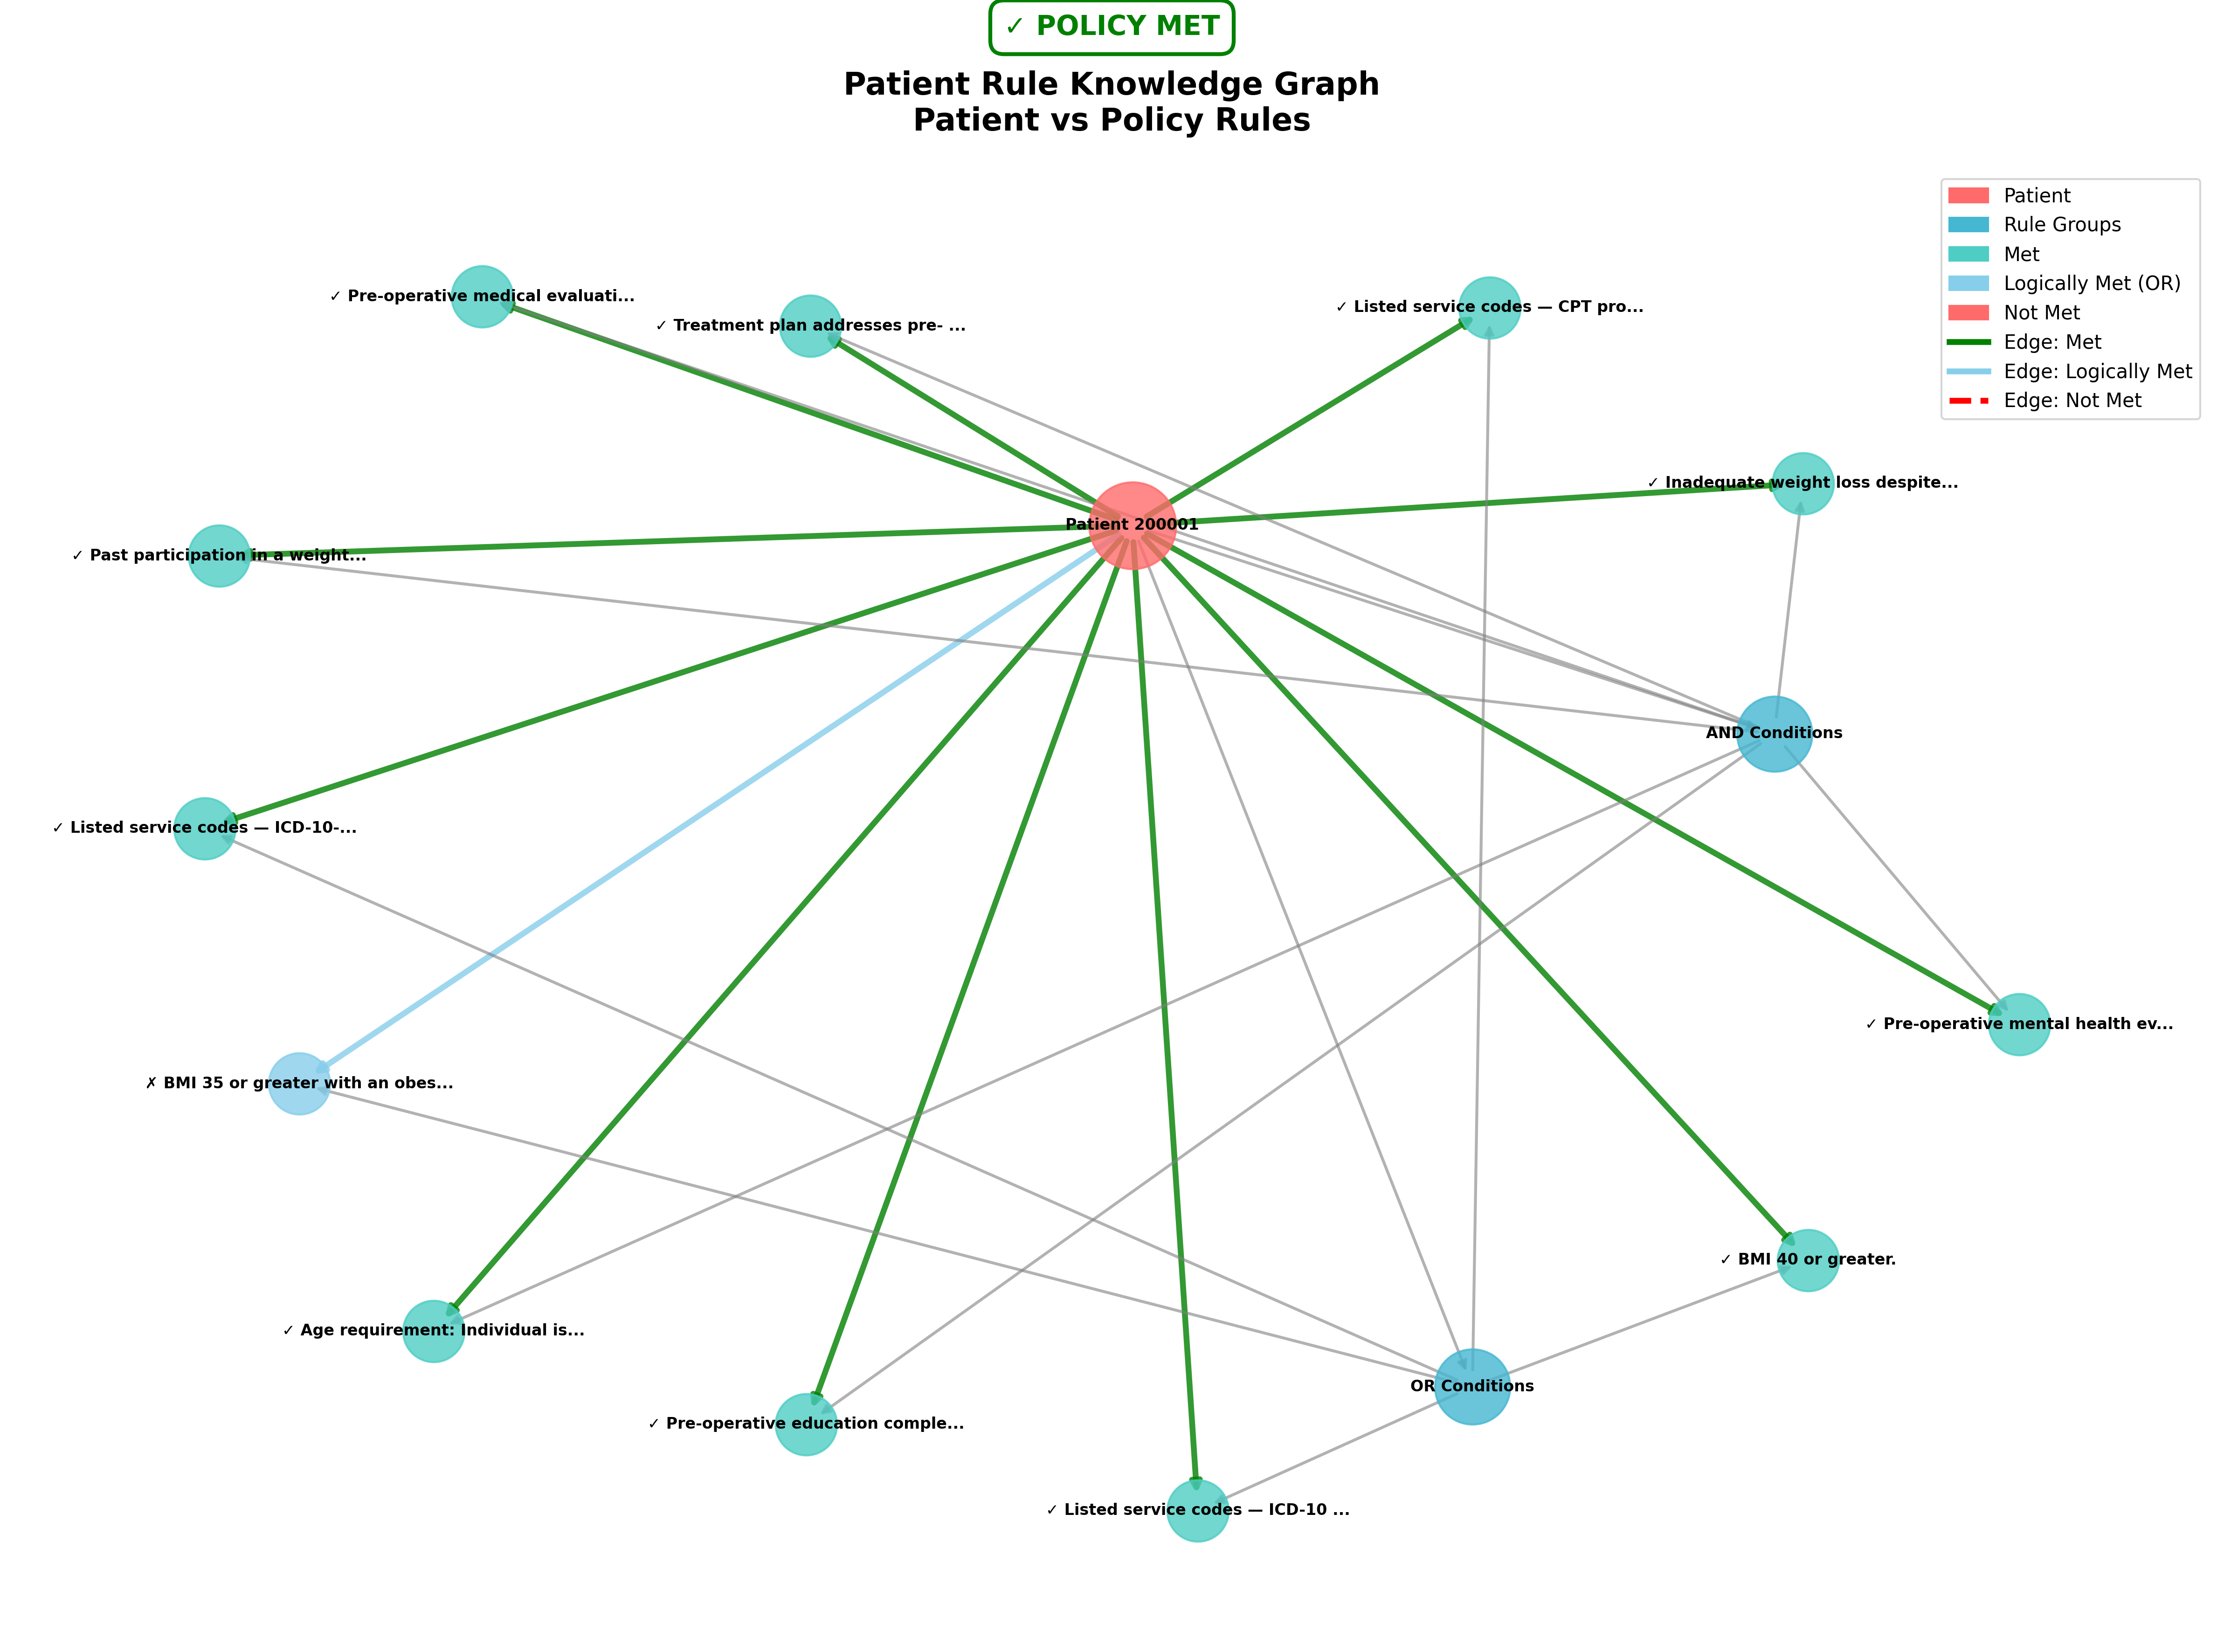 ✓ POLICY MET
Patient Rule Knowledge Graph
Patient vs Policy Rules
Patient
Rule Groups
Met
Logically Met (OR)
Not Met
Edge: Met
Edge: Logically Met
Edge: Not Met
✓ Pre-operative medical evaluati...
✓ Treatment plan addresses pre- ...
✓ Listed service codes — CPT pro...
✓ Inadequate weight loss despite...
Patient 200001
✓ Past participation in a weight...
AND Conditions
✓ Listed service codes — ICD-10-...
✓ Pre-operative mental health ev...
✗ BMI 35 or greater with an obes...
✓ BMI 40 or greater.
✓ Age requirement: Individual is...
OR Conditions
✓ Pre-operative education comple...
✓ Listed service codes — ICD-10 ...